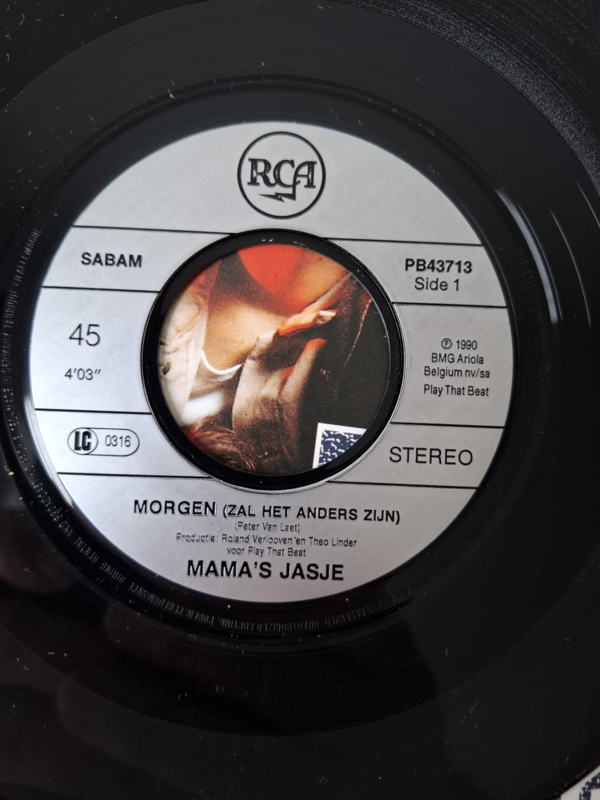 RCA
SABAM
PB43713
Side 1
45
4'03"
℗ 1990
BMG Ariola
Belgium nv/sa
Play That Beat
LC 0316
STEREO
MORGEN (ZAL HET ANDERS ZIJN)
(Peter Van Laet)
Productie: Roland Verlooven en Theo Linder
voor Play That Beat
MAMA'S JASJE